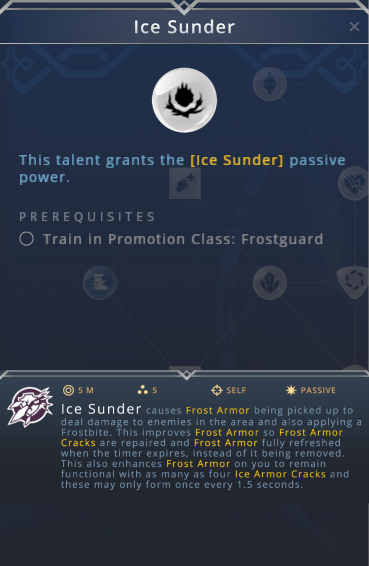 Ice Sunder
This talent grants the [Ice Sunder] passive
power.
PREREQUISITES
Train in Promotion Class: Frostguard
5 M 5 SELF PASSIVE
Ice Sunder causes Frost Armor being picked up to
deal damage to enemies in the area and also applying a
Frostbite. This improves Frost Armor so Frost Armor
Cracks are repaired and Frost Armor fully refreshed
when the timer expires, instead of it being removed.
This also enhances Frost Armor on you to remain
functional with as many as four Ice Armor Cracks and
these may only form once every 1.5 seconds.